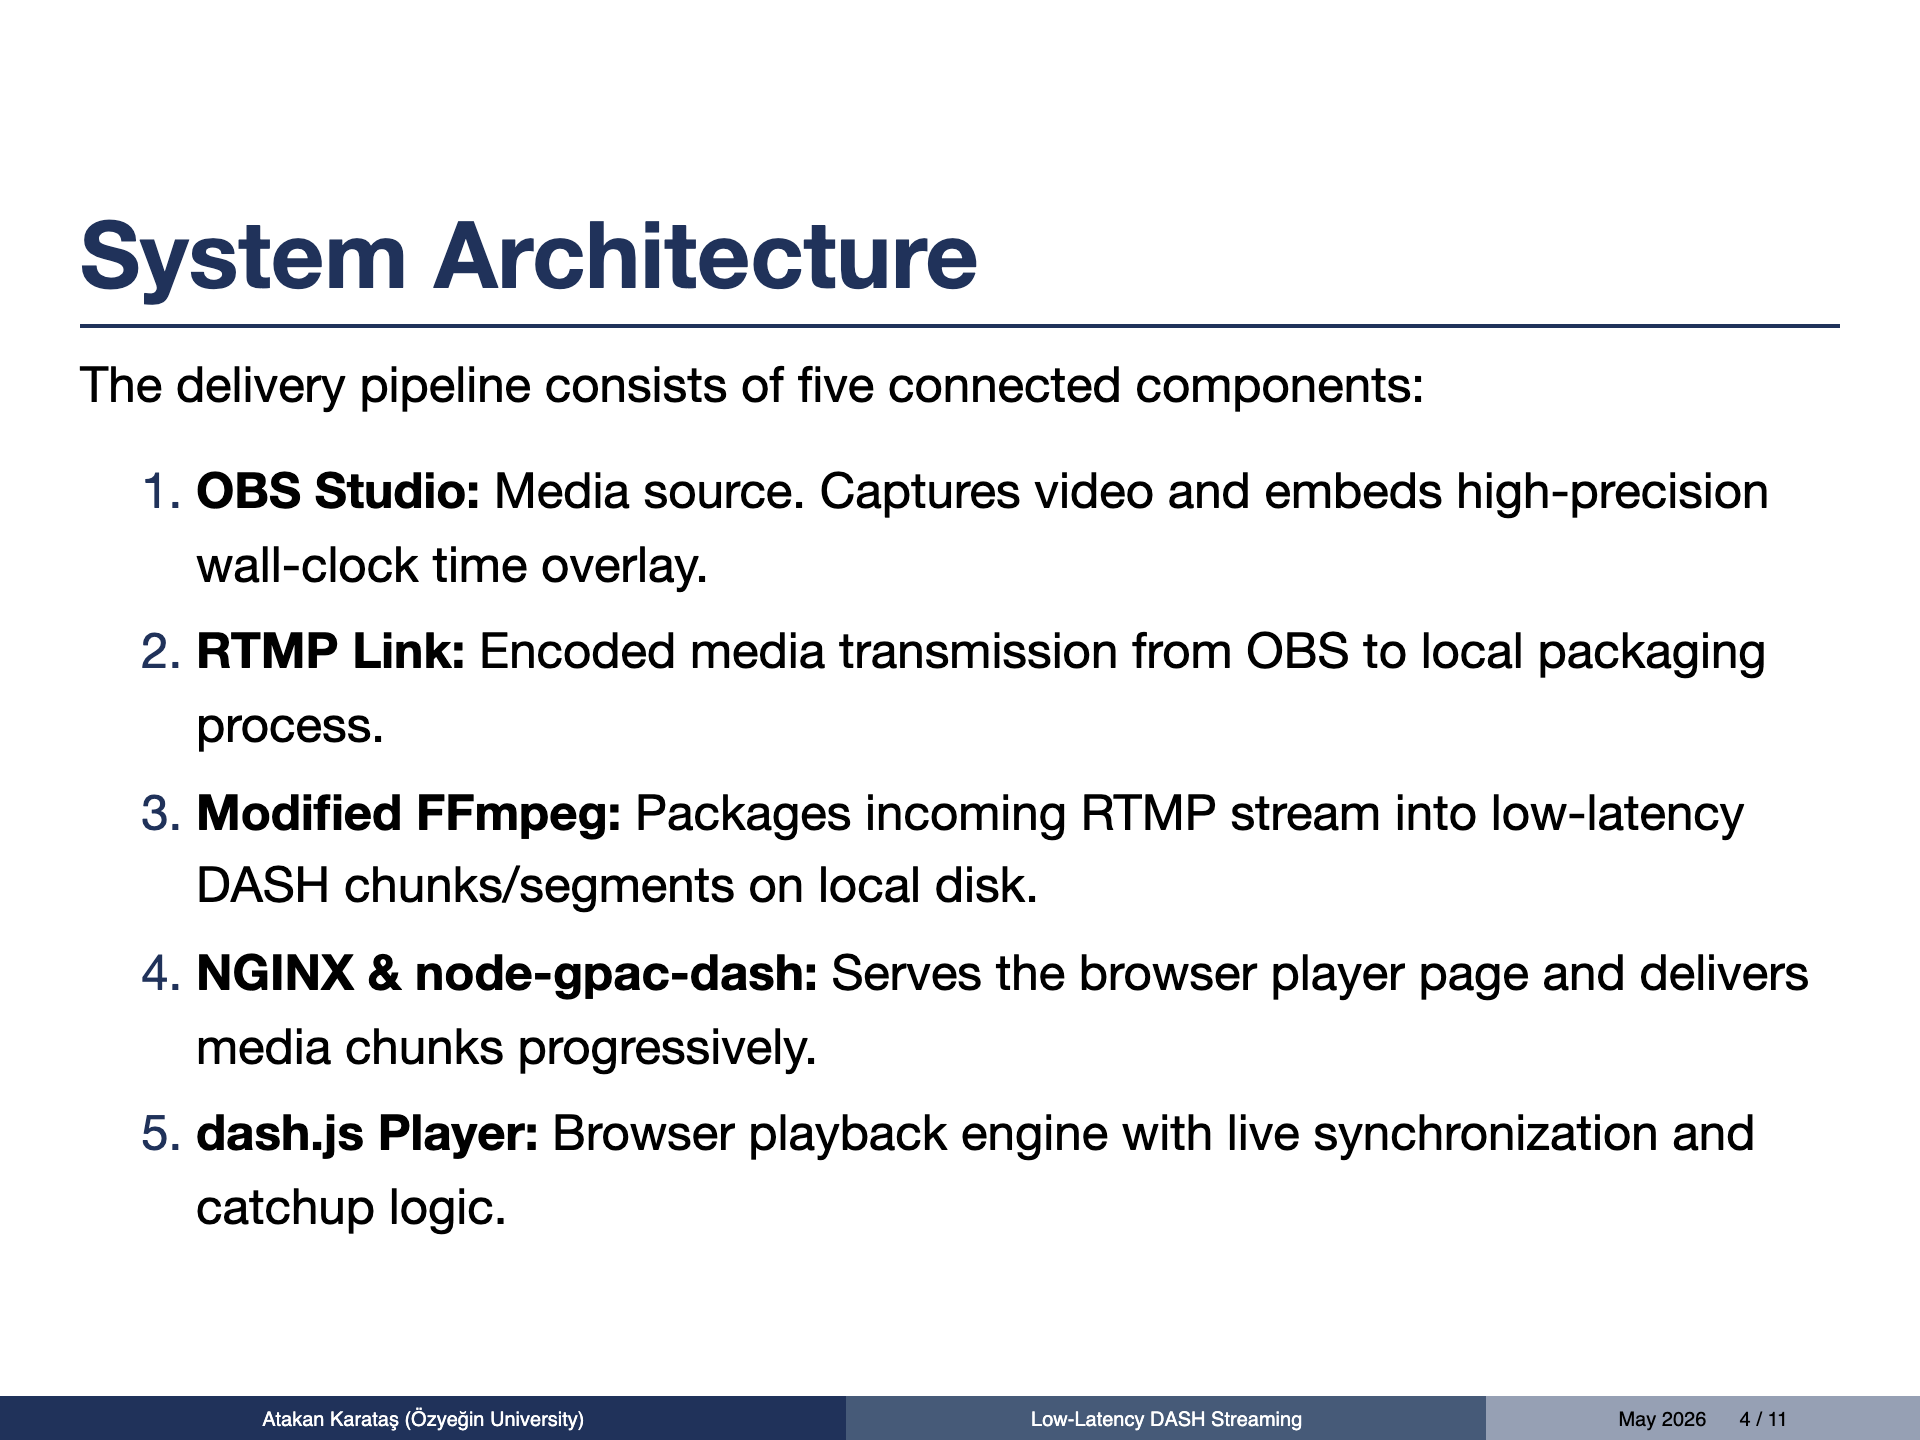 System Architecture
The delivery pipeline consists of five connected components:
1. OBS Studio: Media source. Captures video and embeds high-precision
wall-clock time overlay.
2. RTMP Link: Encoded media transmission from OBS to local packaging
process.
3. Modified FFmpeg: Packages incoming RTMP stream into low-latency
DASH chunks/segments on local disk.
4. NGINX & node-gpac-dash: Serves the browser player page and delivers
media chunks progressively.
5. dash.js Player: Browser playback engine with live synchronization and
catchup logic.
Atakan Karataş (Özyeğin University)
Low-Latency DASH Streaming
May 2026 4 / 11